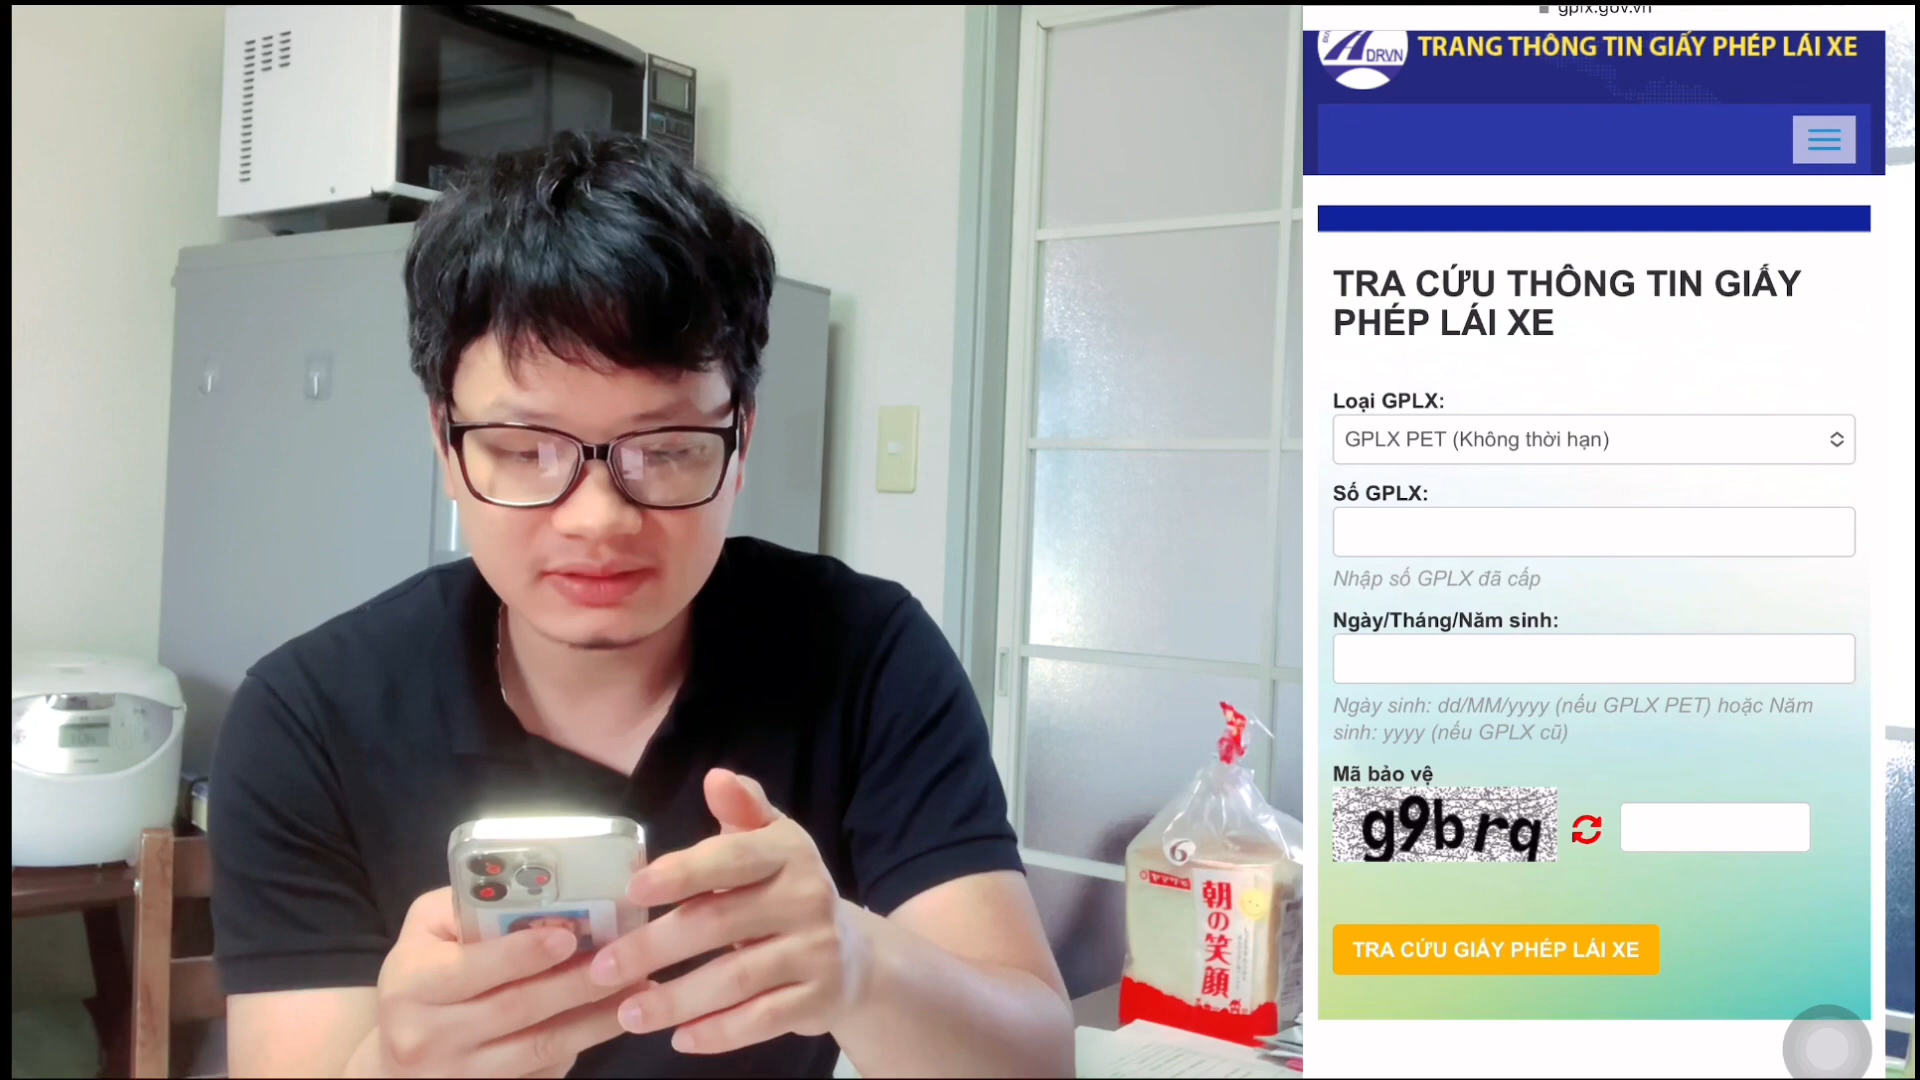 gplx.gov.vn
DRVN
TRANG THÔNG TIN GIẤY PHÉP LÁI XE
TRA CỨU THÔNG TIN GIẤY
PHÉP LÁI XE
Loại GPLX:
GPLX PET (Không thời hạn)
Số GPLX:
Nhập số GPLX đã cấp
Ngày/Tháng/Năm sinh:
Ngày sinh: dd/MM/yyyy (nếu GPLX PET) hoặc Năm
sinh: yyyy (nếu GPLX cũ)
Mã bảo vệ
g9brq
TRA CỨU GIẤY PHÉP LÁI XE
6
朝の笑顔